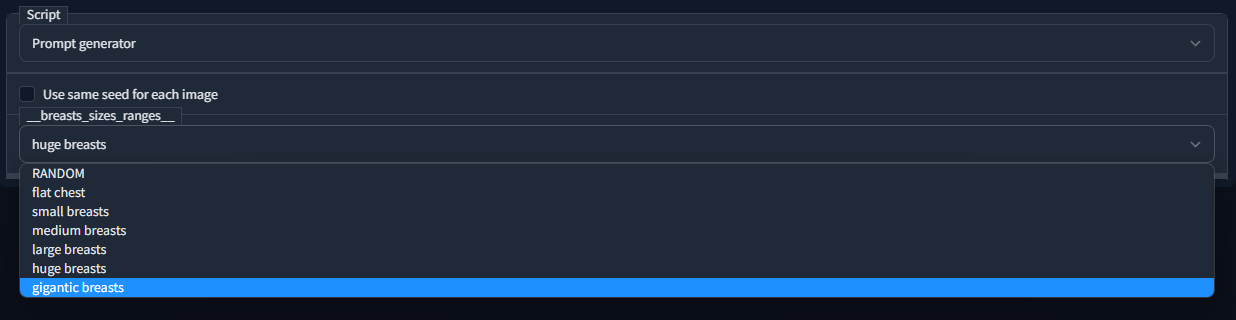 Script
Prompt generator
Use same seed for each image
__breasts_sizes_ranges__
huge breasts
RANDOM
flat chest
small breasts
medium breasts
large breasts
huge breasts
gigantic breasts